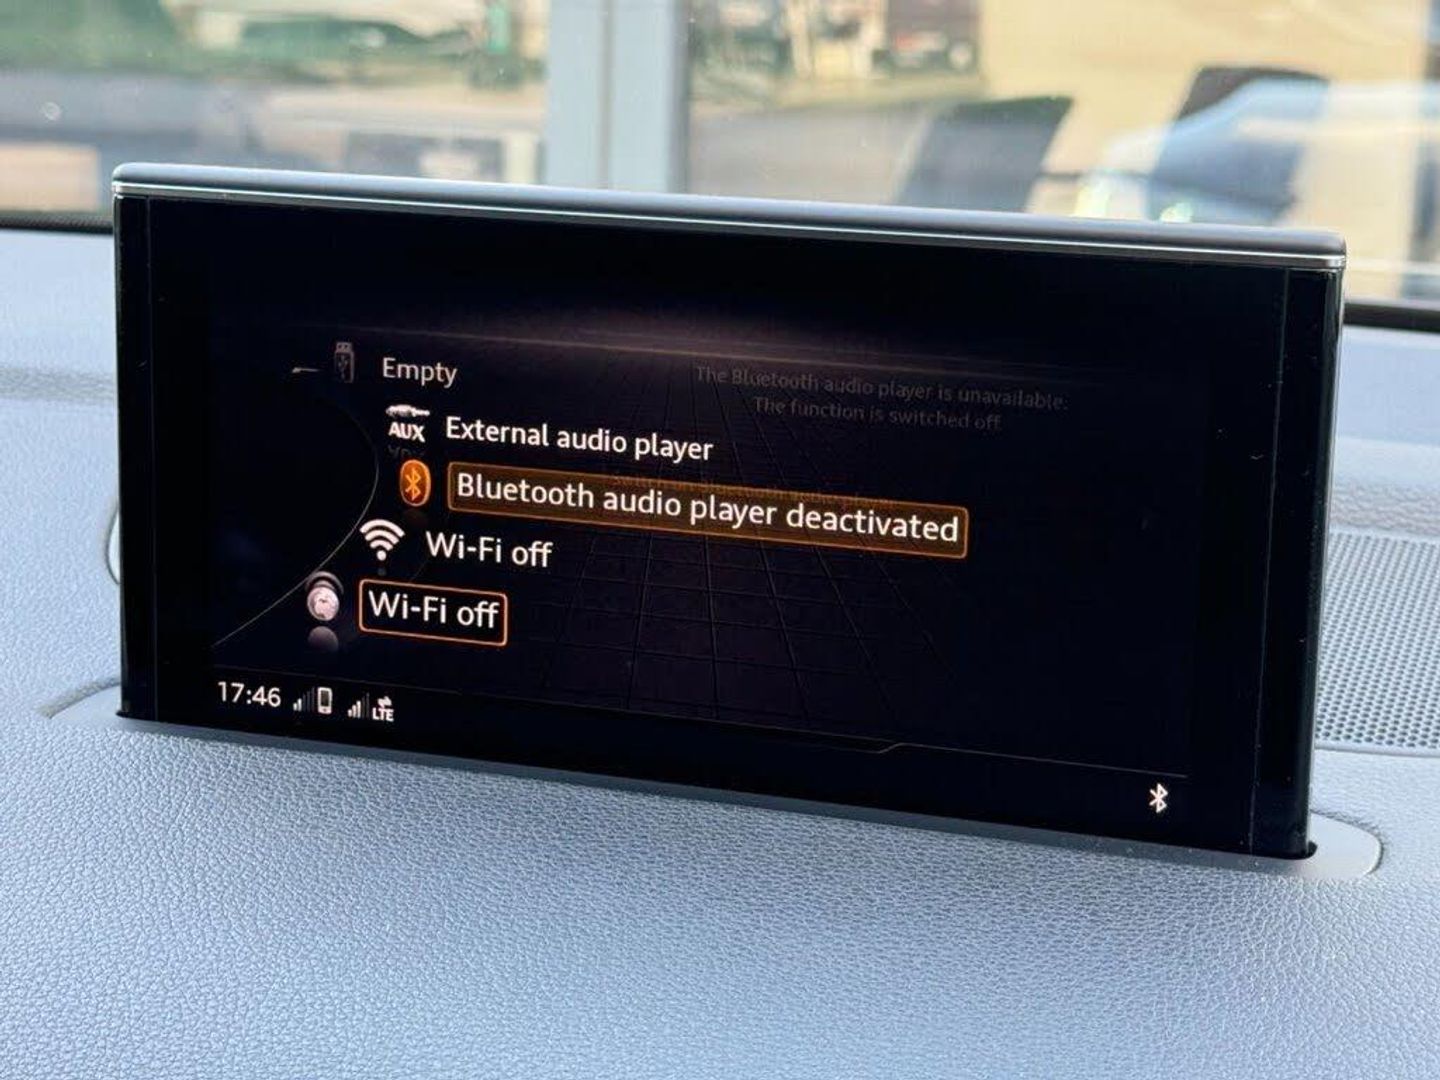 Empty
The Bluetooth audio player is unavailable.
The function is switched off.
AUX
External audio player
Bluetooth audio player deactivated
Wi-Fi off
Wi-Fi off
17:46
LTE